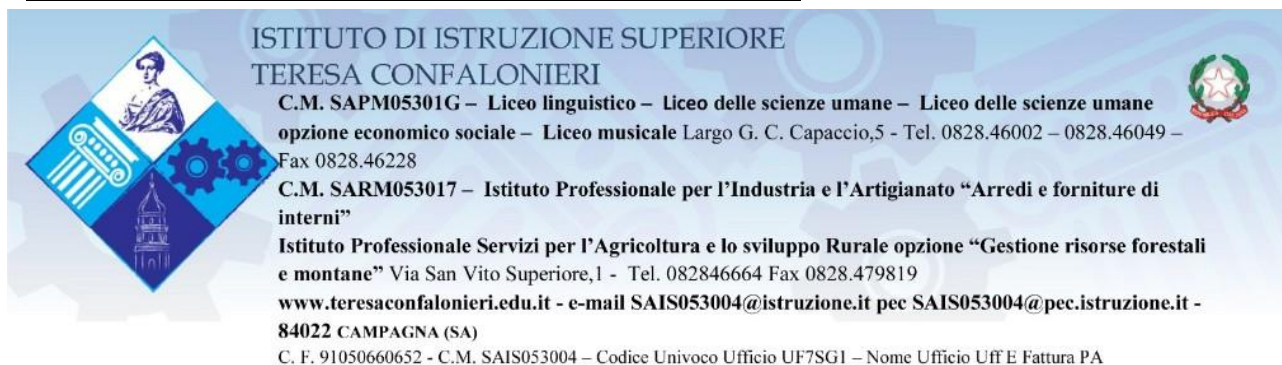 ISTITUTO DI ISTRUZIONE SUPERIORE
TERESA CONFALONIERI
C.M. SAPM05301G – Liceo linguistico – Liceo delle scienze umane – Liceo delle scienze umane
opzione economico sociale – Liceo musicale Largo G. C. Capaccio,5 - Tel. 0828.46002 – 0828.46049 –
Fax 0828.46228
C.M. SARM053017 – Istituto Professionale per l’Industria e l’Artigianato “Arredi e forniture di
interni”
Istituto Professionale Servizi per l’Agricoltura e lo sviluppo Rurale opzione “Gestione risorse forestali
e montane” Via San Vito Superiore,1 - Tel. 082846664 Fax 0828.479819
www.teresaconfalonieri.edu.it - e-mail SAIS053004@istruzione.it pec SAIS053004@pec.istruzione.it -
84022 CAMPAGNA (SA)
C. F. 91050660652 - C.M. SAIS053004 – Codice Univoco Ufficio UF7SG1 – Nome Ufficio Uff E Fattura PA